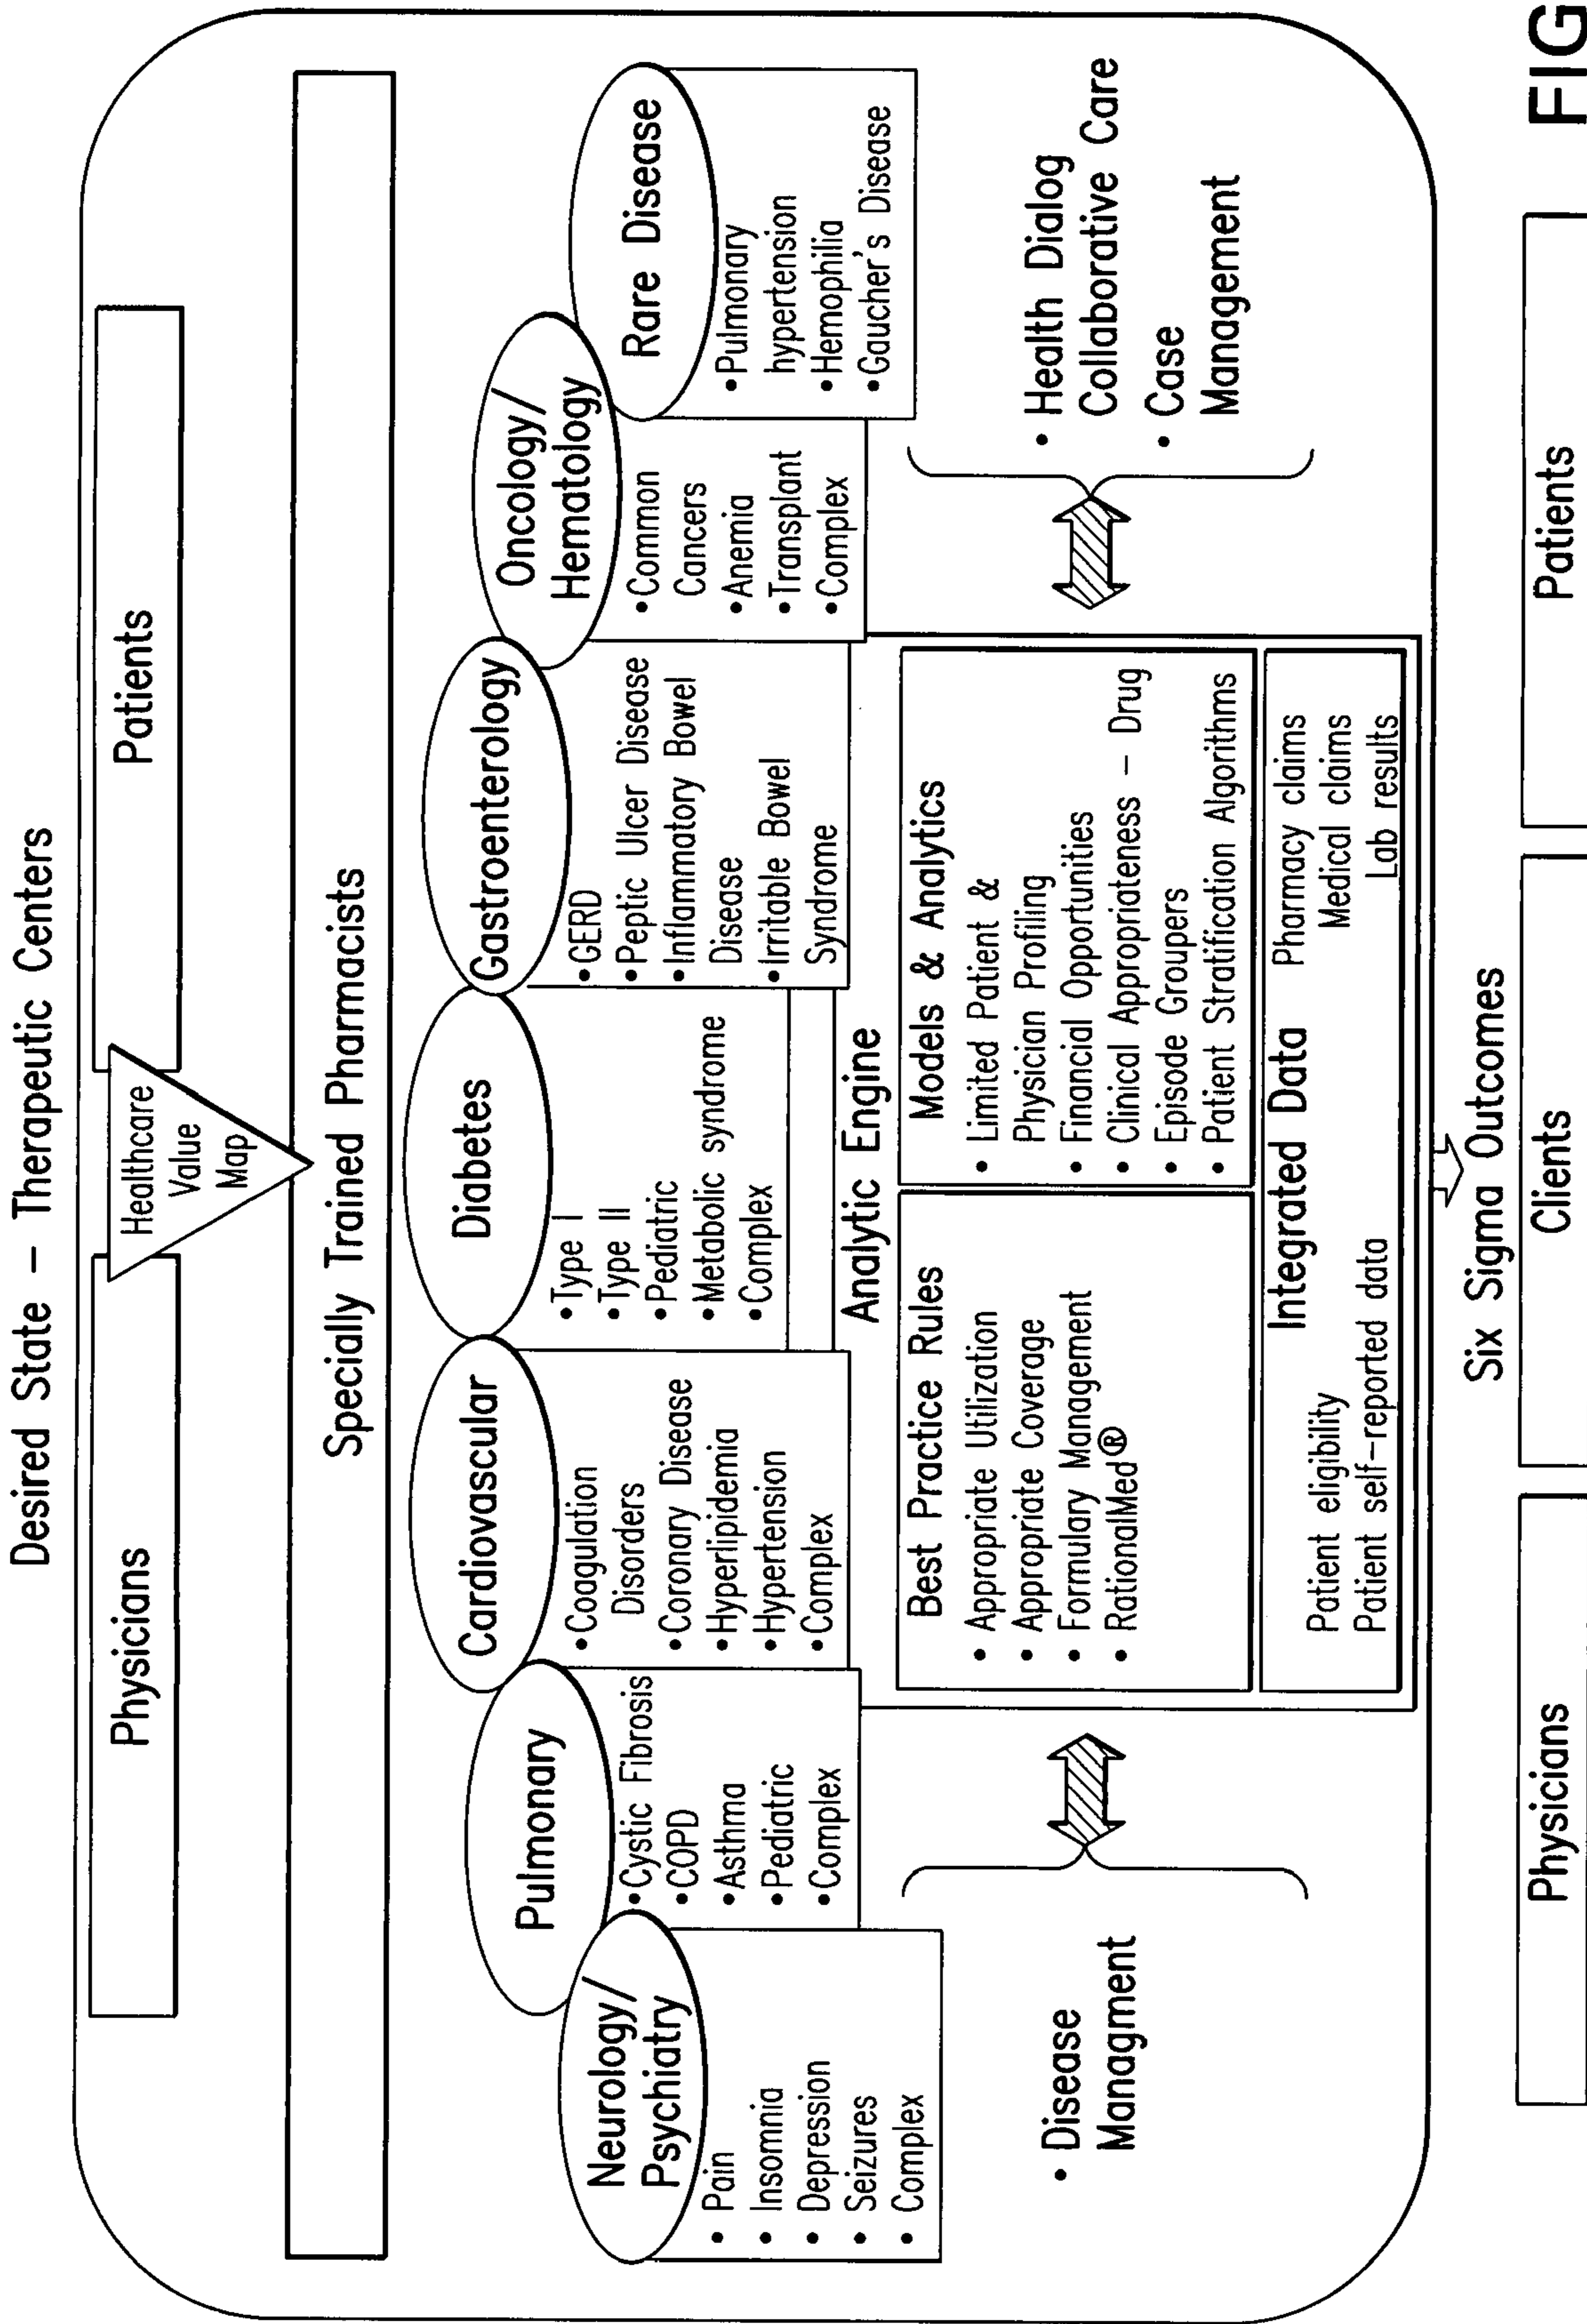 Desired State – Therapeutic Centers
Physicians
Patients
Healthcare
Value
Map
Specially Trained Pharmacists
Neurology/
Psychiatry
• Pain
• Insomnia
• Depression
• Seizures
• Complex
Pulmonary
•Cystic Fibrosis
•COPD
•Asthma
•Pediatric
•Complex
Cardiovascular
•Coagulation
Disorders
•Coronary Disease
•Hyperlipidemia
•Hypertension
•Complex
Diabetes
•Type I
•Type II
•Pediatric
•Metabolic syndrome
•Complex
Gastroenterology
•GERD
•Peptic Ulcer Disease
•Inflammatory Bowel
Disease
•Irritable Bowel
Syndrome
Oncology/
Hematology
•Common
Cancers
•Anemia
•Transplant
•Complex
Rare Disease
•Pulmonary
hypertension
•Hemophilia
•Gaucher's Disease
Analytic Engine
Best Practice Rules
• Appropriate Utilization
• Appropriate Coverage
• Formulary Management
• RationalMed®
Models & Analytics
• Limited Patient &
Physician Profiling
• Financial Opportunities
• Clinical Appropriateness – Drug
• Episode Groupers
• Patient Stratification Algorithms
Integrated Data
Patient eligibility
Patient self-reported data
Pharmacy claims
Medical claims
Lab results
• Disease
Managment
• Health Dialog
Collaborative Care
• Case
Management
Six Sigma Outcomes
Physicians
Clients
Patients
FIG